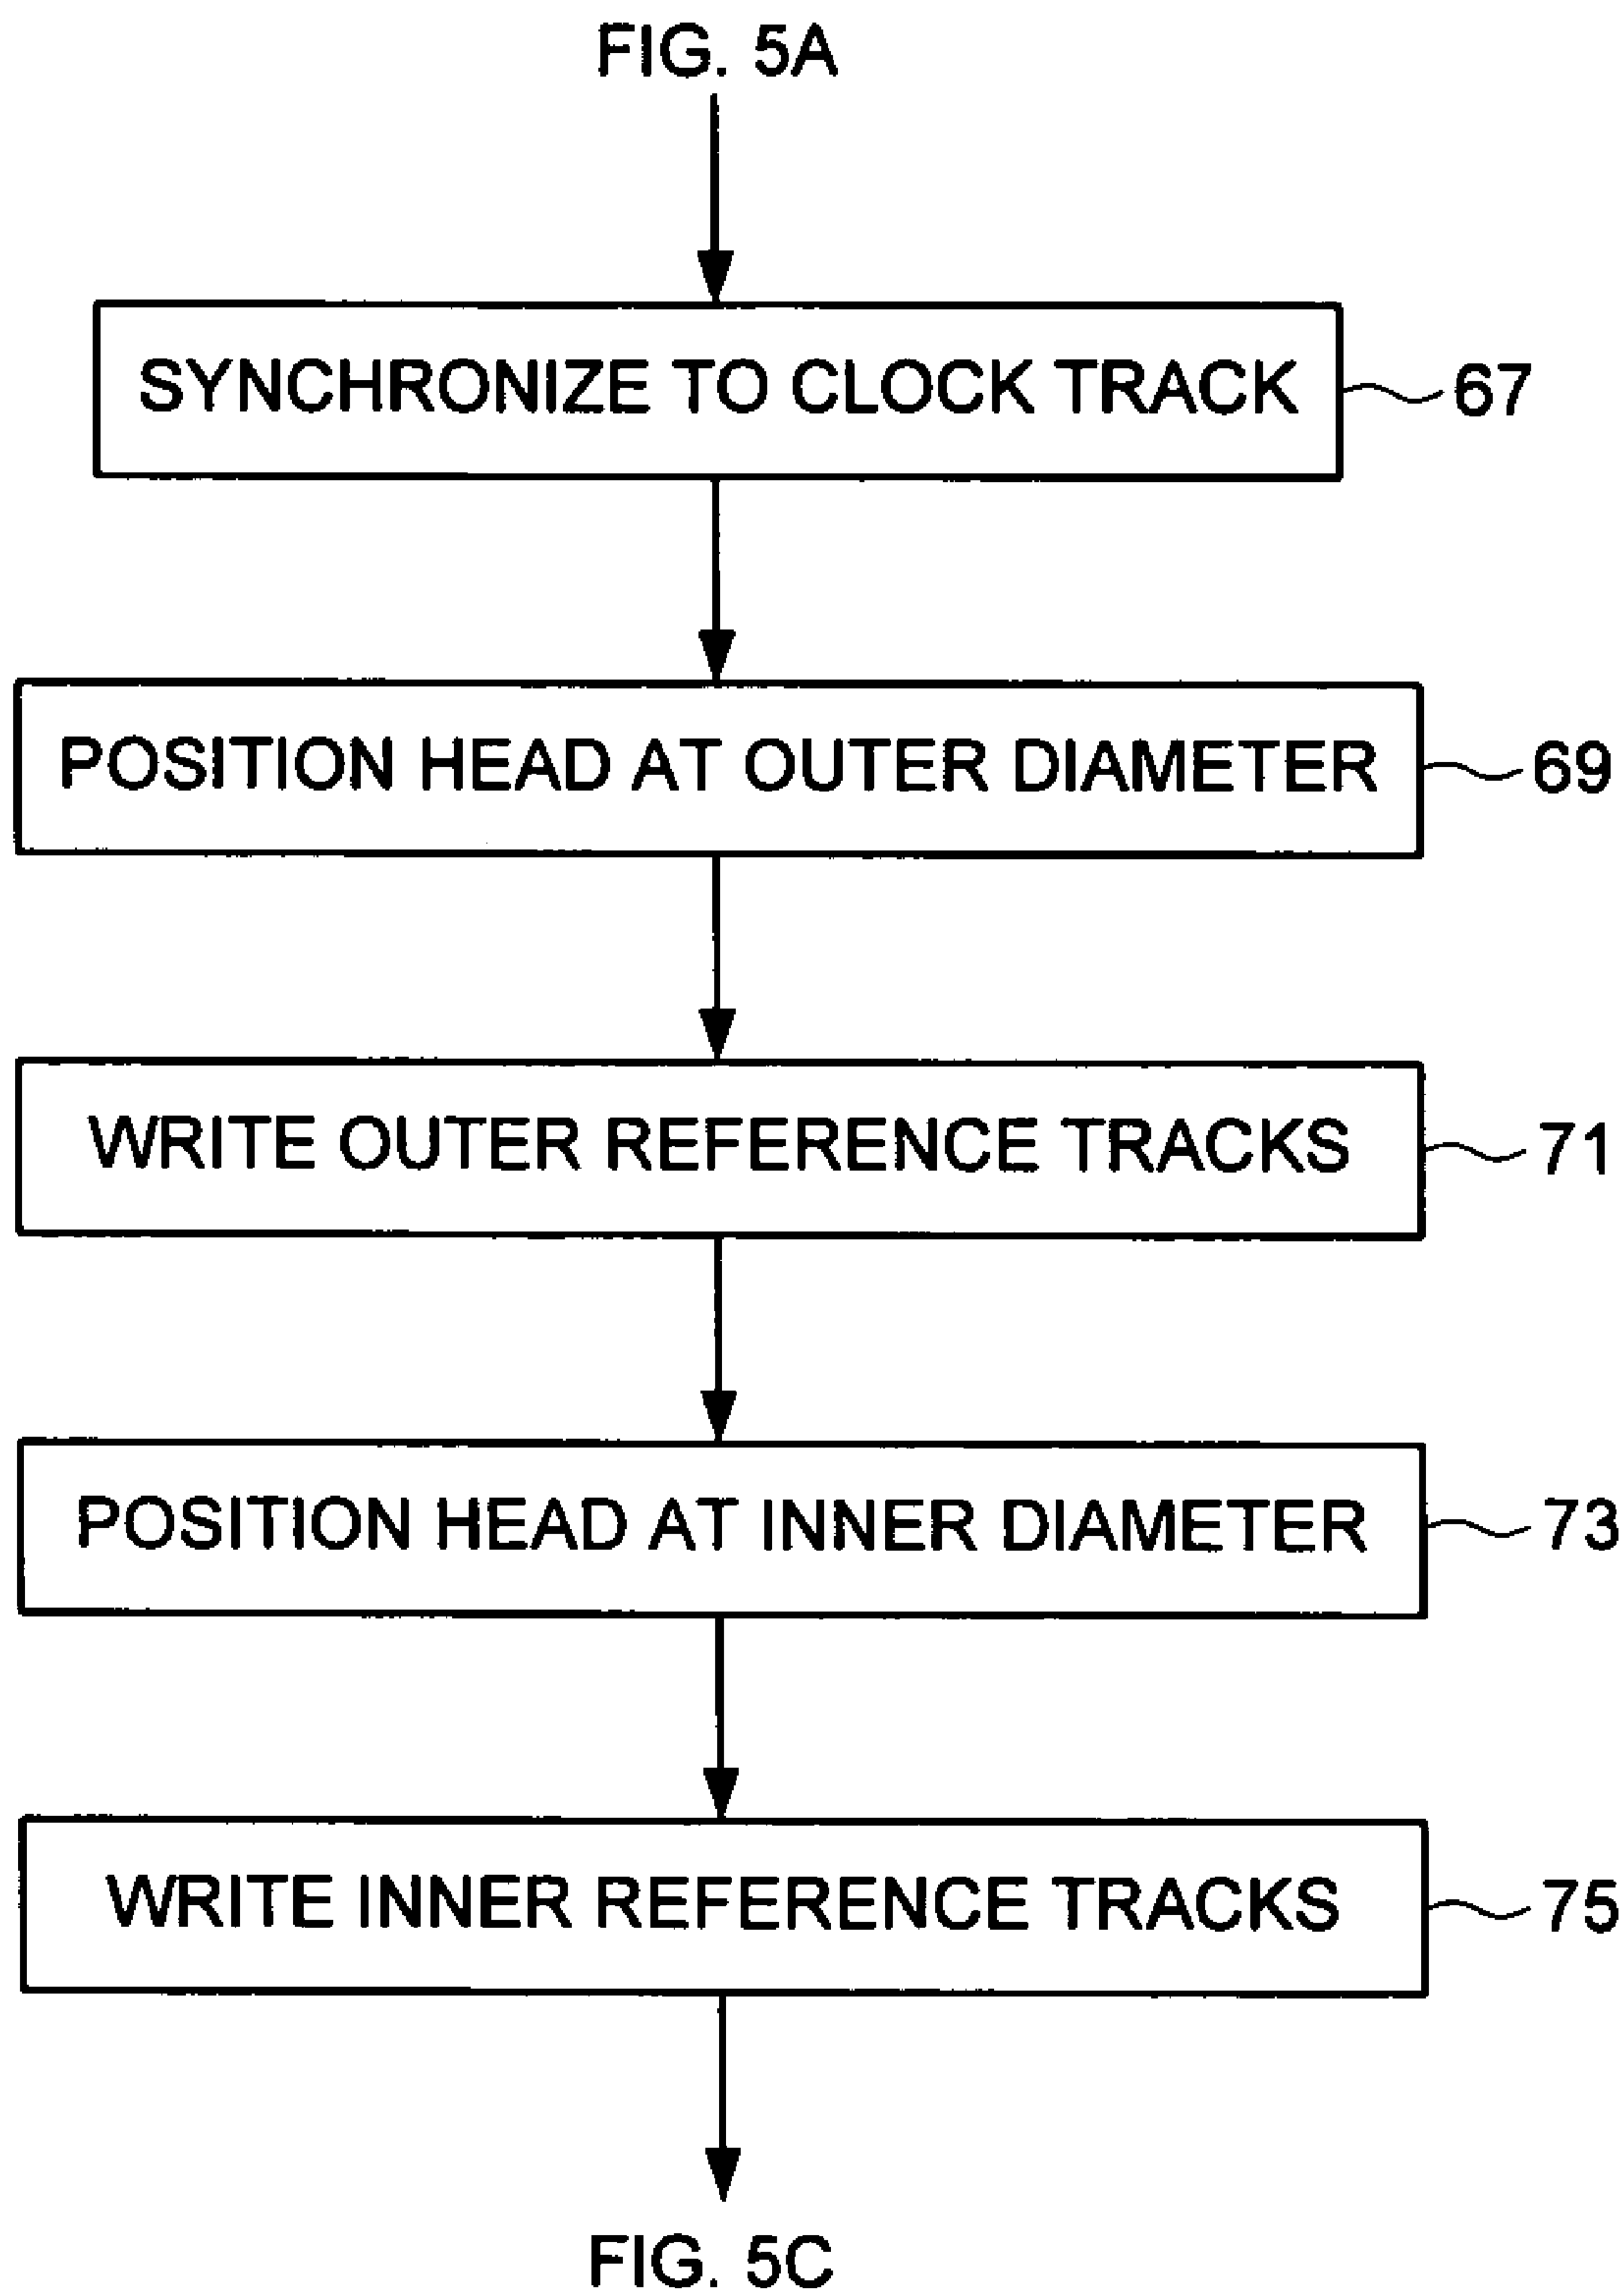 FIG. 5A
SYNCHRONIZE TO CLOCK TRACK
67
POSITION HEAD AT OUTER DIAMETER
69
WRITE OUTER REFERENCE TRACKS
71
POSITION HEAD AT INNER DIAMETER
73
WRITE INNER REFERENCE TRACKS
75
FIG. 5C